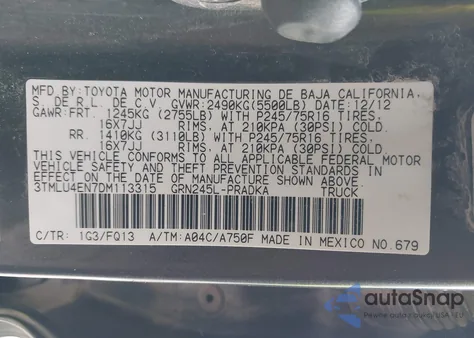 MFD.BY:TOYOTA MOTOR MANUFACTURING DE BAJA CALIFORNIA,
S. DE R.L. DE C.V. GVWR:2490KG(5500LB) DATE:12/12
GAWR:FRT. 1245KG (2755LB) WITH P245/75R16 TIRES,
16X7JJ RIMS, AT 210KPA (30PSI) COLD.
RR. 1410KG (3110LB) WITH P245/75R16 TIRES,
16X7JJ RIMS, AT 210KPA (30PSI) COLD.
THIS VEHICLE CONFORMS TO ALL APPLICABLE FEDERAL MOTOR
VEHICLE SAFETY AND THEFT PREVENTION STANDARDS IN
EFFECT ON THE DATE OF MANUFACTURE SHOWN ABOVE.
3TMLU4EN7DM113315 GRN245L-PRADKA TRUCK
C/TR: 1G3/FQ13 A/TM:A04C/A750F MADE IN MEXICO NO.679
autoSnap